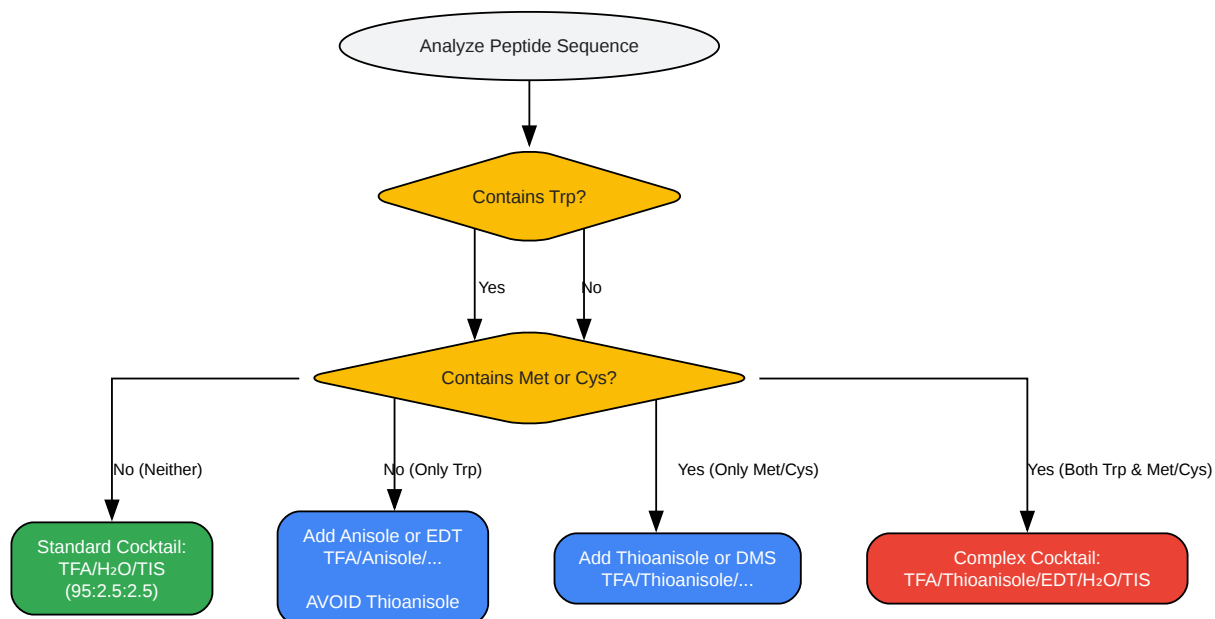 Analyze Peptide Sequence
Contains Trp?
Yes
No
Contains Met or Cys?
No (Neither)
No (Only Trp)
Yes (Only Met/Cys)
Yes (Both Trp & Met/Cys)
Standard Cocktail:
TFA/H₂O/TIS
(95:2.5:2.5)
Add Anisole or EDT
TFA/Anisole/...
AVOID Thioanisole
Add Thioanisole or DMS
TFA/Thioanisole/...
Complex Cocktail:
TFA/Thioanisole/EDT/H₂O/TIS